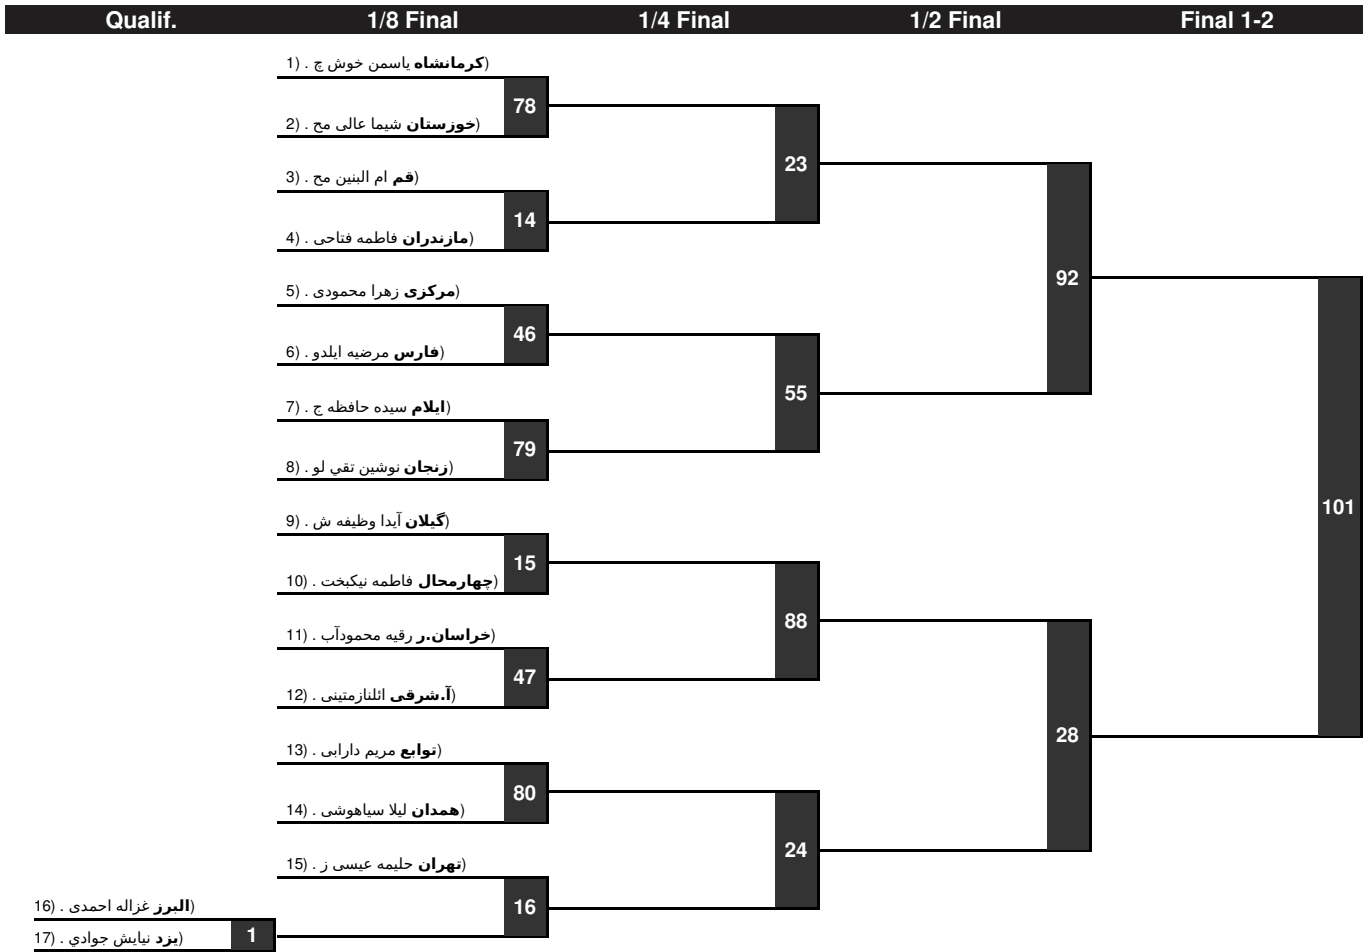 Qualif. 1/8 Final 1/4 Final 1/2 Final Final 1-2
1) . یاسمن خوش چ کرمانشاه)
78
2) . شیما عالی مح خوزستان)
23
3) . ام البنین مح قم)
14
4) . فاطمه فتاحی مازندران)
92
5) . زهرا محمودی مرکزی)
46
6) . مرضیه ایلدو فارس)
55
7) . سیده حافظه ج ایلام)
79
8) . نوشین تقي لو زنجان)
101
9) . آیدا وظیفه ش گیلان)
15
10) . فاطمه نیکبخت چهارمحال)
88
11) . رقیه محمودآب خراسان.ر)
47
12) . ائلنازمتینی آ.شرقی)
28
13) . مریم دارابی توابع)
80
14) . لیلا سیاهوشی همدان)
24
15) . حلیمه عیسی ز تهران)
16
16) . غزاله احمدی البرز)
1
17) . نیایش جوادي یزد)